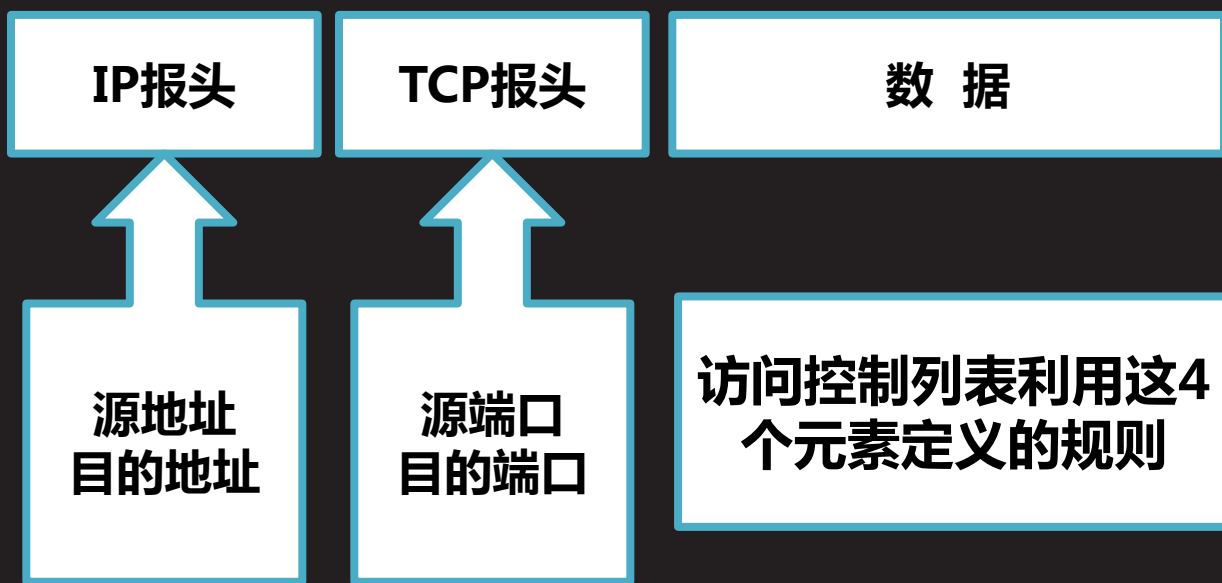 IP报头
TCP报头
数 据
源地址
目的地址
源端口
目的端口
访问控制列表利用这4
个元素定义的规则